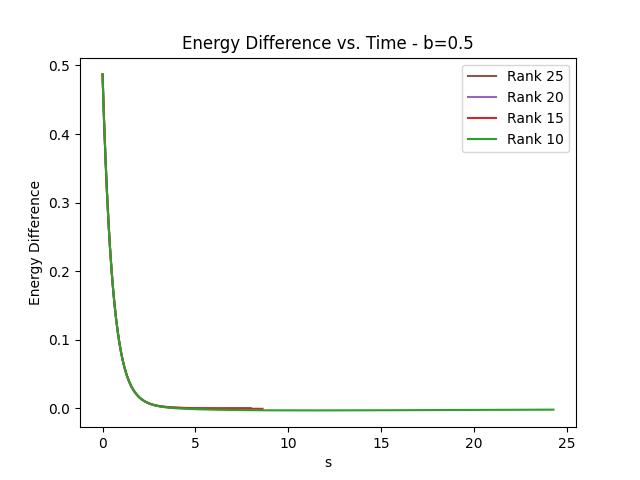 Energy Difference vs. Time - b=0.5
Rank 25
Rank 20
Rank 15
Rank 10
Energy Difference
0.5
0.4
0.3
0.2
0.1
0.0
0
5
10
15
20
25
s